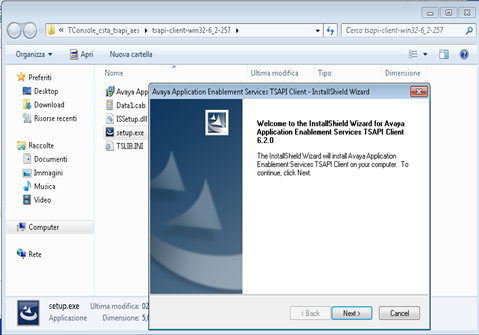 TConsole_csta_tsapi_aes
tsapi-client-win32-6_2-257
Cerca tsapi-client-win32-6_2-257
Organizza
Apri
Nuova cartella
Preferiti
Desktop
Download
Risorse recenti
Raccolte
Documenti
Immagini
Musica
Video
Computer
Rete
Nome
Ultima modifica
Tipo
Dimensione
Avaya Appl
Data1.cab
ISSetup.dll
setup.exe
TSLIB.INI
Avaya Application Enablement Services TSAPI Client - InstallShield Wizard
Welcome to the InstallShield Wizard for Avaya
Application Enablement Services TSAPI Client
6.2.0
The InstallShield Wizard will install Avaya Application
Enablement Services TSAPI Client on your computer. To
continue, click Next.
< Back
Next >
Cancel
setup.exe
Ultima modifica: 02
Applicazione
Dimensione: 5,